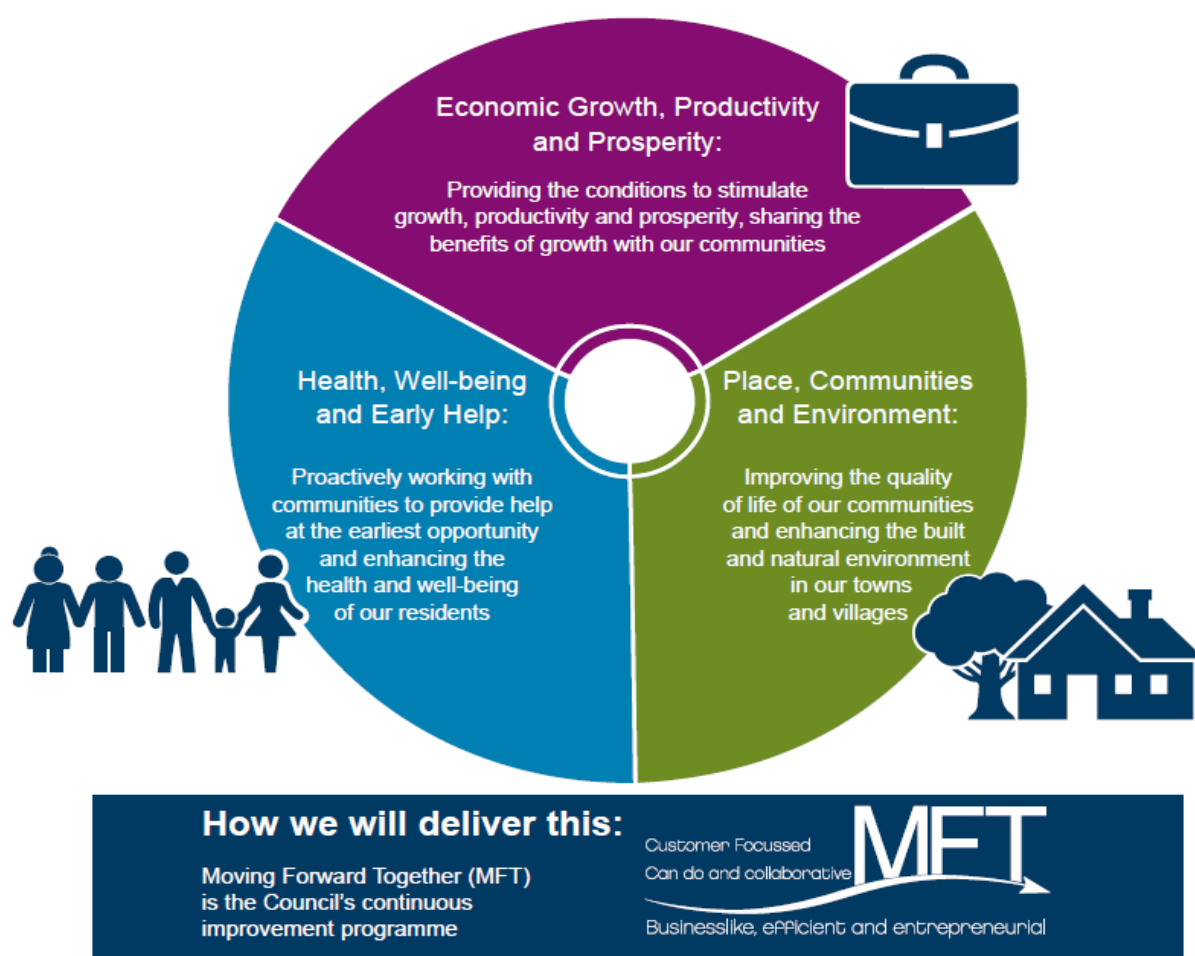 Economic Growth, Productivity
and Prosperity:
Providing the conditions to stimulate
growth, productivity and prosperity, sharing the
benefits of growth with our communities
Health, Well-being
and Early Help:
Proactively working with
communities to provide help
at the earliest opportunity
and enhancing the
health and well-being
of our residents
Place, Communities
and Environment:
Improving the quality
of life of our communities
and enhancing the built
and natural environment
in our towns
and villages
How we will deliver this:
Moving Forward Together (MFT)
is the Council's continuous
improvement programme
Customer Focussed
Can do and collaborative
MFT
Businesslike, efficient and entrepreneurial